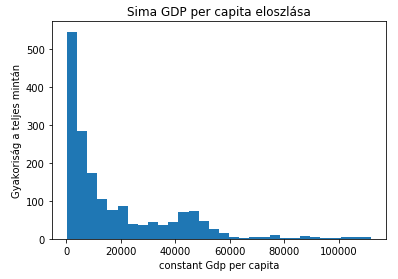 Sima GDP per capita eloszlása
Gyakoriság a teljes mintán
500
400
300
200
100
0
0 20000 40000 60000 80000 100000
constant Gdp per capita